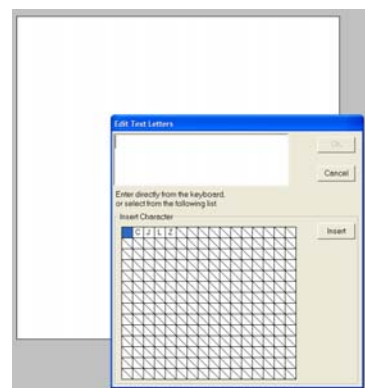 Edit Text Letters
OK
Cancel
Enter directly from the keyboard,
or select from the following list
Insert Character
C J L Z
Insert